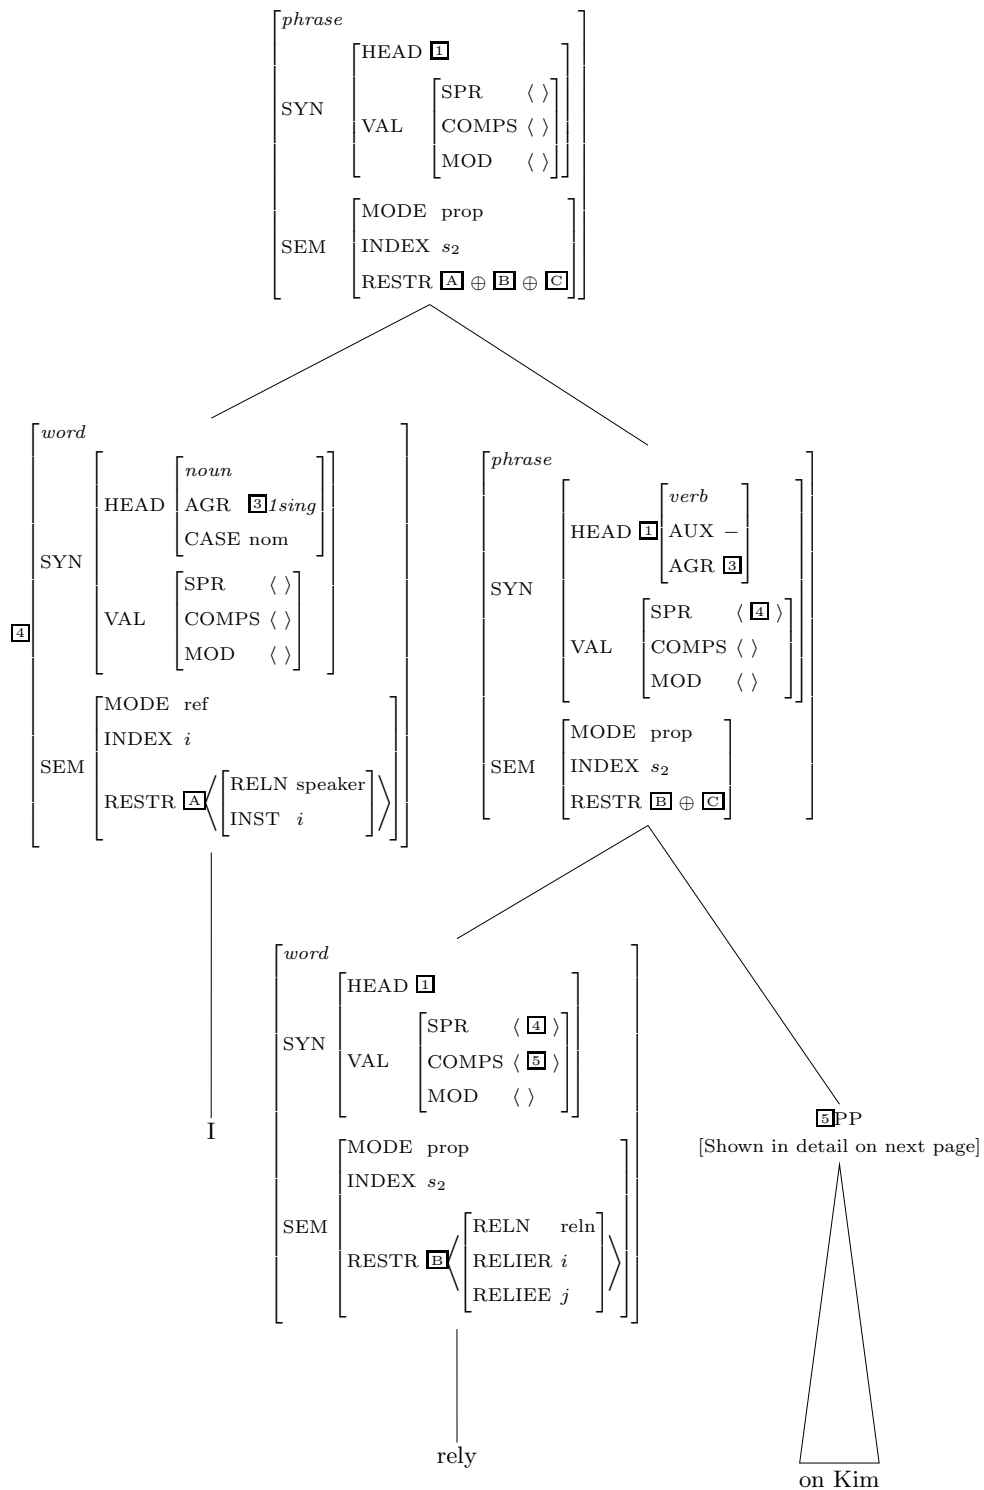 phrase
HEAD 1
SPR ⟨ ⟩
SYN
VAL COMPS ⟨ ⟩
MOD ⟨ ⟩
MODE prop
SEM INDEX s₂
RESTR A ⊕ B ⊕ C
word
noun
HEAD AGR 3 1sing
CASE nom
SYN
SPR ⟨ ⟩
VAL COMPS ⟨ ⟩
MOD ⟨ ⟩
4
MODE ref
INDEX i
SEM
RELN speaker
RESTR A
INST i
phrase
verb
HEAD 1 AUX −
AGR 3
SYN
SPR ⟨ 4 ⟩
VAL COMPS ⟨ ⟩
MOD ⟨ ⟩
MODE prop
SEM INDEX s₂
RESTR B ⊕ C
I
word
HEAD 1
SPR ⟨ 4 ⟩
SYN
VAL COMPS ⟨ 5 ⟩
MOD ⟨ ⟩
MODE prop
INDEX s₂
SEM
RELN reln
RESTR B RELIER i
RELIEE j
rely
5 PP
[Shown in detail on next page]
on Kim